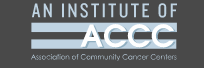 AN INSTITUTE OF
ACCC
Association of Community Cancer Centers